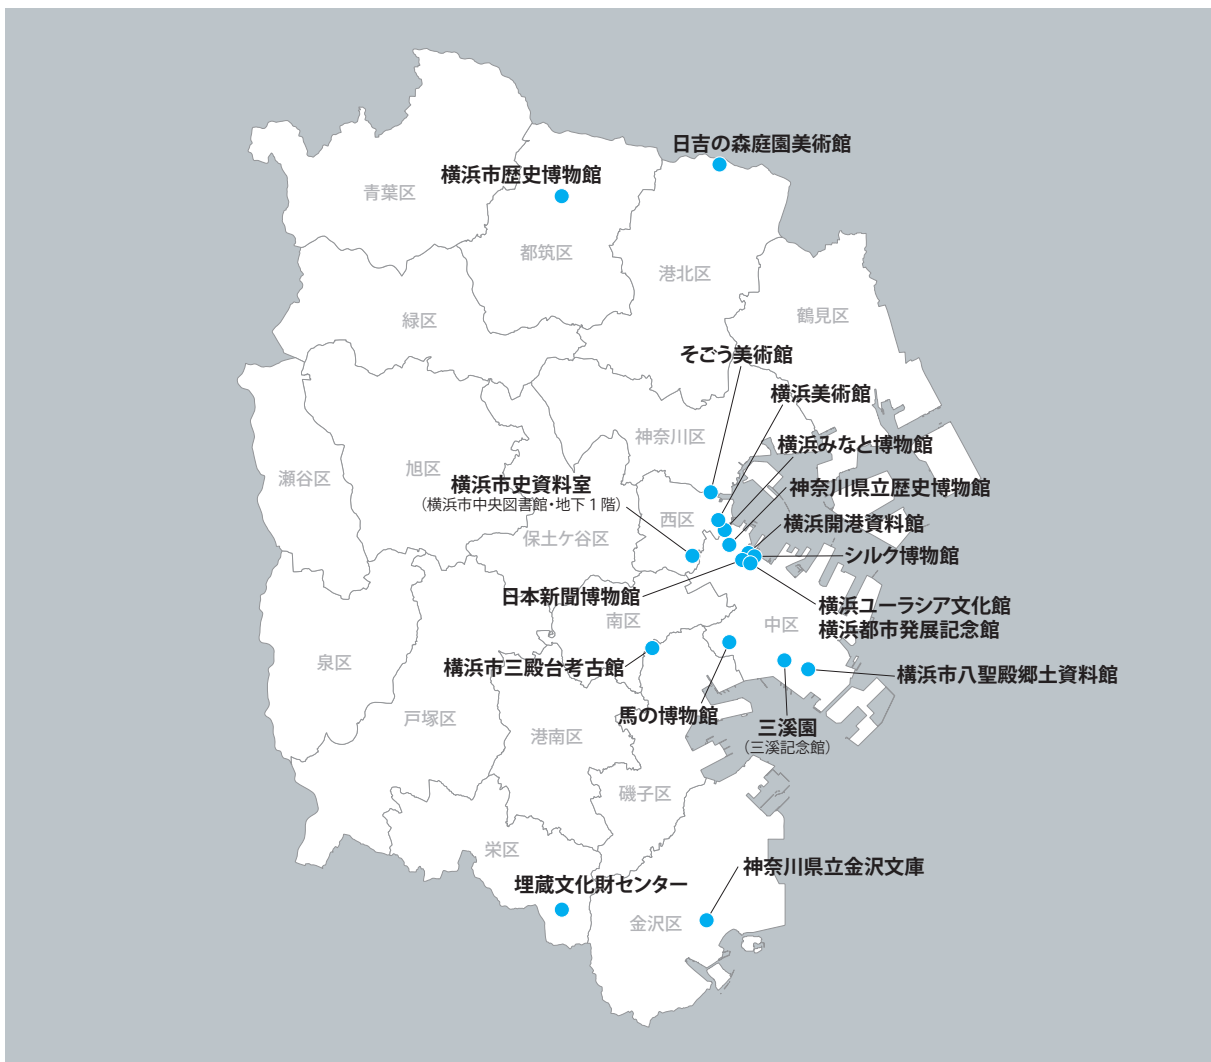 日吉の森庭園美術館
横浜市歴史博物館
青葉区
都筑区
港北区
緑区
鶴見区
そごう美術館
横浜美術館
神奈川区
横浜みなと博物館
瀬谷区
旭区
横浜市史資料室
(横浜市中央図書館・地下1階)
神奈川県立歴史博物館
西区
横浜開港資料館
保土ケ谷区
シルク博物館
日本新聞博物館
横浜ユーラシア文化館
横浜都市発展記念館
南区
中区
泉区
横浜市三殿台考古館
横浜市八聖殿郷土資料館
戸塚区
馬の博物館
三溪園
(三溪記念館)
港南区
磯子区
栄区
神奈川県立金沢文庫
埋蔵文化財センター
金沢区